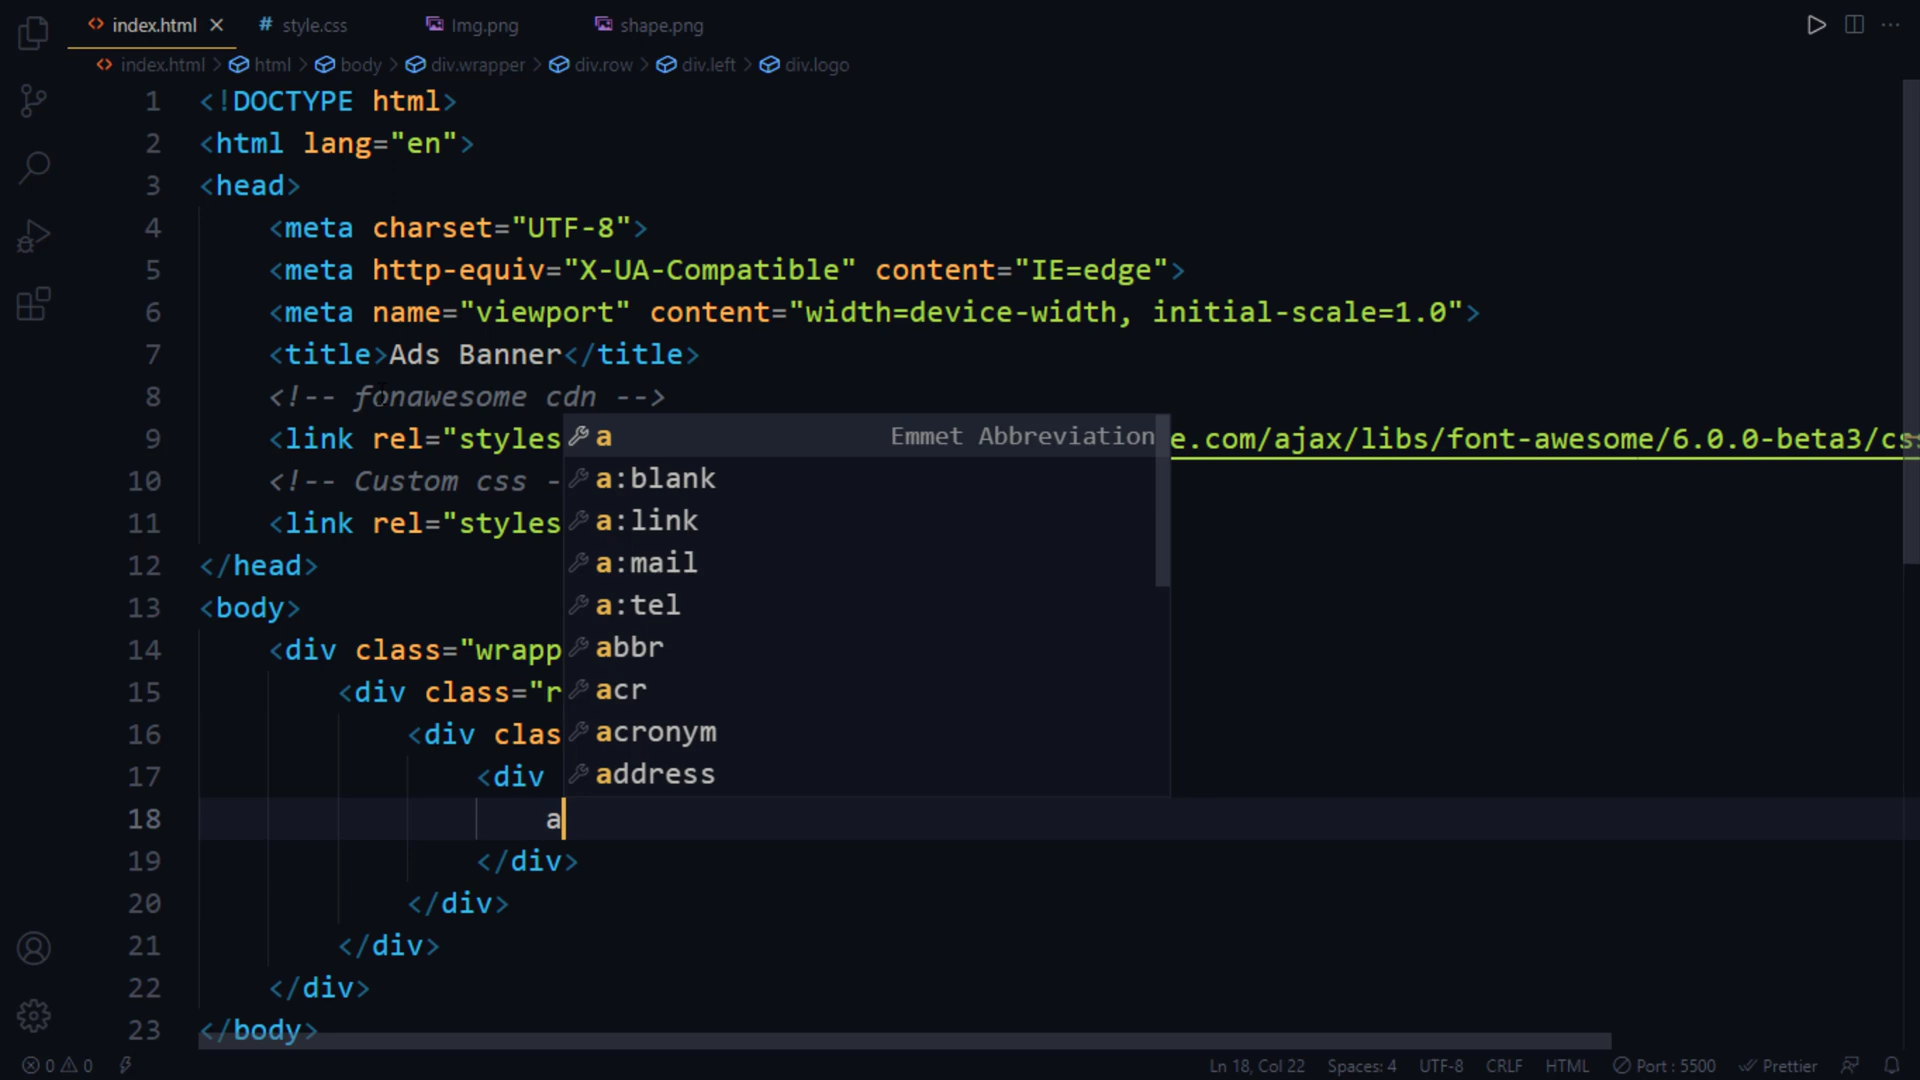 index.html style.css Img.png shape.png
index.html > html > body > div.wrapper > div.row > div.left > div.logo
1 <!DOCTYPE html>
2 <html lang="en">
3 <head>
4 <meta charset="UTF-8">
5 <meta http-equiv="X-UA-Compatible" content="IE=edge">
6 <meta name="viewport" content="width=device-width, initial-scale=1.0">
7 <title>Ads Banner</title>
8 <!-- fonawesome cdn -->
9 <link rel="styles e.com/ajax/libs/font-awesome/6.0.0-beta3/cs
10 <!-- Custom css -
11 <link rel="styles
12 </head>
13 <body>
14 <div class="wrapp
15 <div class="r
16 <div clas
17 <div
18 a
19 </div>
20 </div>
21 </div>
22 </div>
23 </body>
a Emmet Abbreviation
a:blank
a:link
a:mail
a:tel
abbr
acr
acronym
address
0 0 Ln 18, Col 22 Spaces: 4 UTF-8 CRLF HTML Port : 5500 Prettier